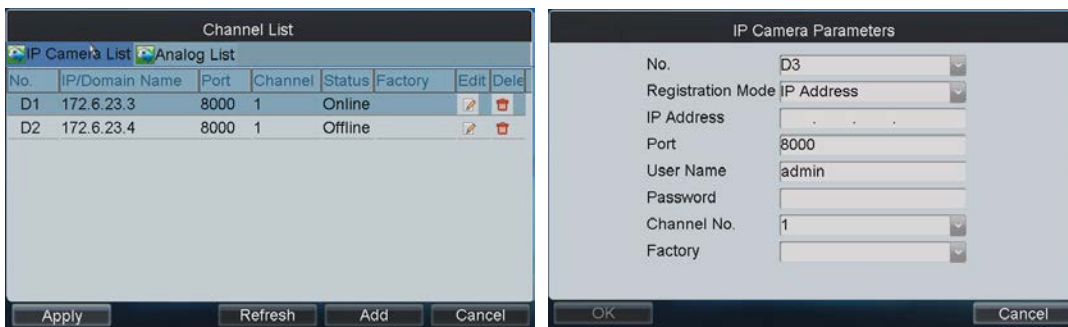 Channel List
IP Camera List Analog List
No. IP/Domain Name Port Channel Status Factory Edit Dele
D1 172.6.23.3 8000 1 Online
D2 172.6.23.4 8000 1 Offline
Apply Refresh Add Cancel
IP Camera Parameters
No. D3
Registration Mode IP Address
IP Address . . .
Port 8000
User Name admin
Password
Channel No. 1
Factory
OK Cancel